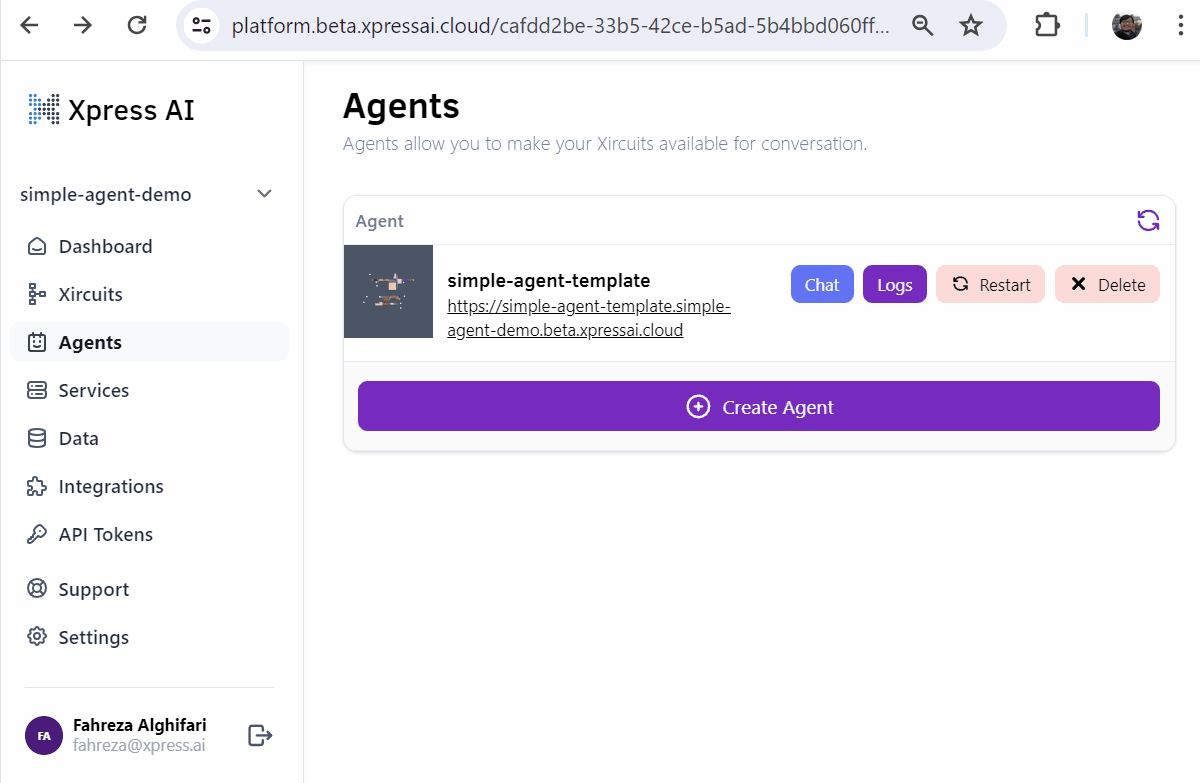 platform.beta.xpressai.cloud/cafdd2be-33b5-42ce-b5ad-5b4bbd060ff...
Xpress AI
simple-agent-demo
Dashboard
Xircuits
Agents
Services
Data
Integrations
API Tokens
Support
Settings
FA
Fahreza Alghifari
fahreza@xpress.ai
Agents
Agents allow you to make your Xircuits available for conversation.
Agent
simple-agent-template
https://simple-agent-template.simple-
agent-demo.beta.xpressai.cloud
Chat
Logs
Restart
Delete
Create Agent